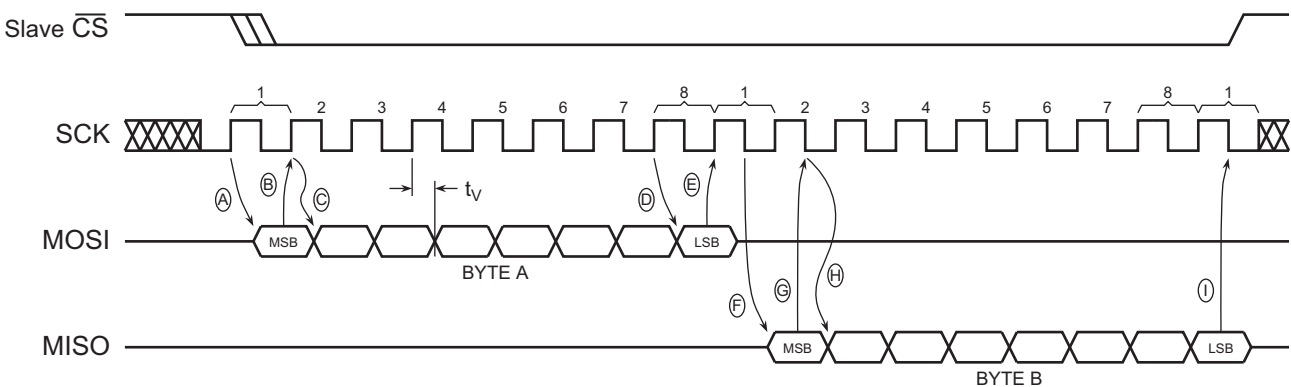 Slave CS
1 2 3 4 5 6 7 8 1 2 3 4 5 6 7 8 1
SCK
A B C tV D E
MOSI MSB LSB
BYTE A
F G H I
MISO MSB LSB
BYTE B